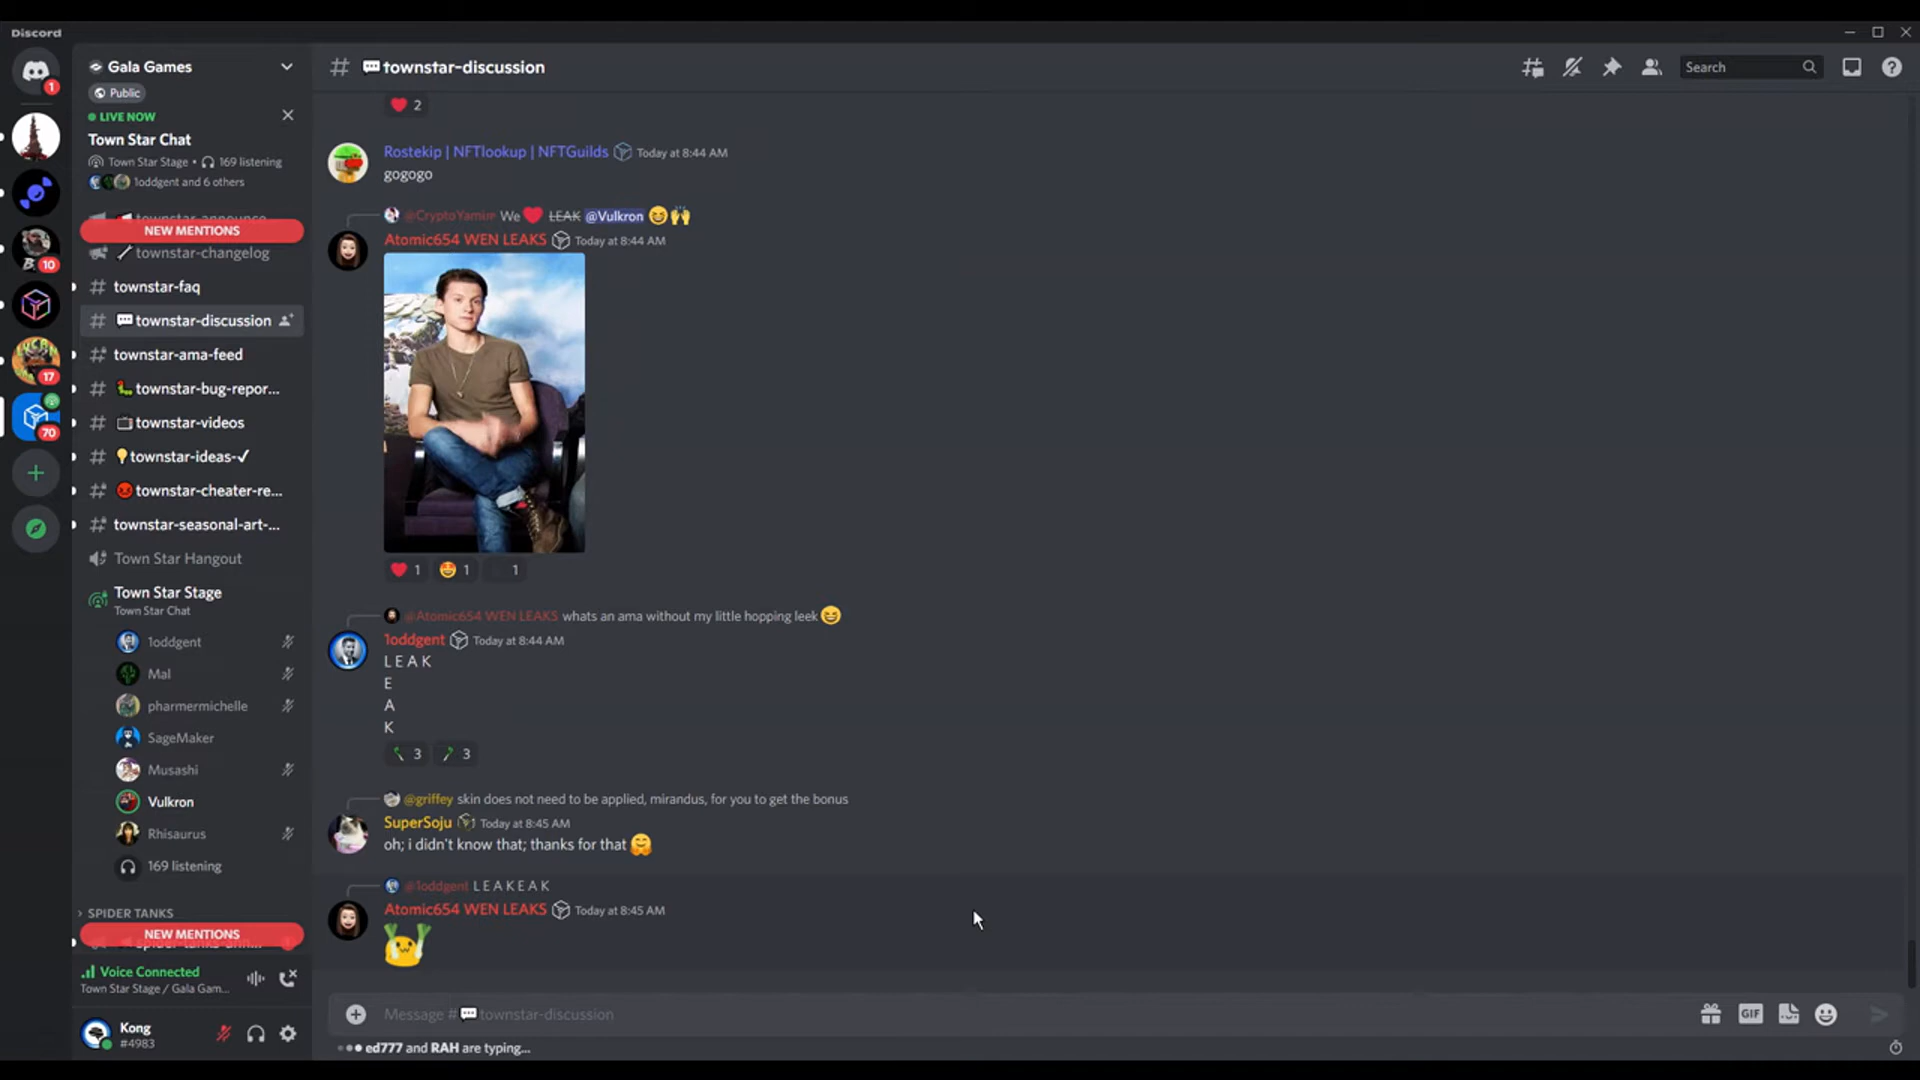 Discord
1
10
17
70
Gala Games
Public
LIVE NOW
Town Star Chat
Town Star Stage • 169 listening
1oddgent and 6 others
NEW MENTIONS
townstar-changelog
townstar-faq
townstar-discussion
townstar-ama-feed
townstar-bug-repor...
townstar-videos
townstar-ideas-✓
townstar-cheater-re...
townstar-seasonal-art-...
Town Star Hangout
Town Star Stage
Town Star Chat
1oddgent
Mal
pharmermichelle
SageMaker
Musashi
Vulkron
Rhisaurus
169 listening
SPIDER TANKS
NEW MENTIONS
Voice Connected
Town Star Stage / Gala Gam...
Kong
#4983
# townstar-discussion
Search
2
Rostekip | NFTlookup | NFTGuilds Today at 8:44 AM
gogogo
@CryptoYamin We ❤️ LEAK @Vulkron 😆🙌
Atomic654 WEN LEAKS Today at 8:44 AM
❤️ 1 🤩 1 1
@Atomic654 WEN LEAKS whats an ama without my little hopping leek 😆
1oddgent Today at 8:44 AM
L E A K
E
A
K
3 3
@griffey skin does not need to be applied, mirandus, for you to get the bonus
SuperSoju Today at 8:45 AM
oh; i didn't know that; thanks for that 🤗
@1oddgent L E A K E A K
Atomic654 WEN LEAKS Today at 8:45 AM
Message # townstar-discussion
GIF
ed777 and RAH are typing...